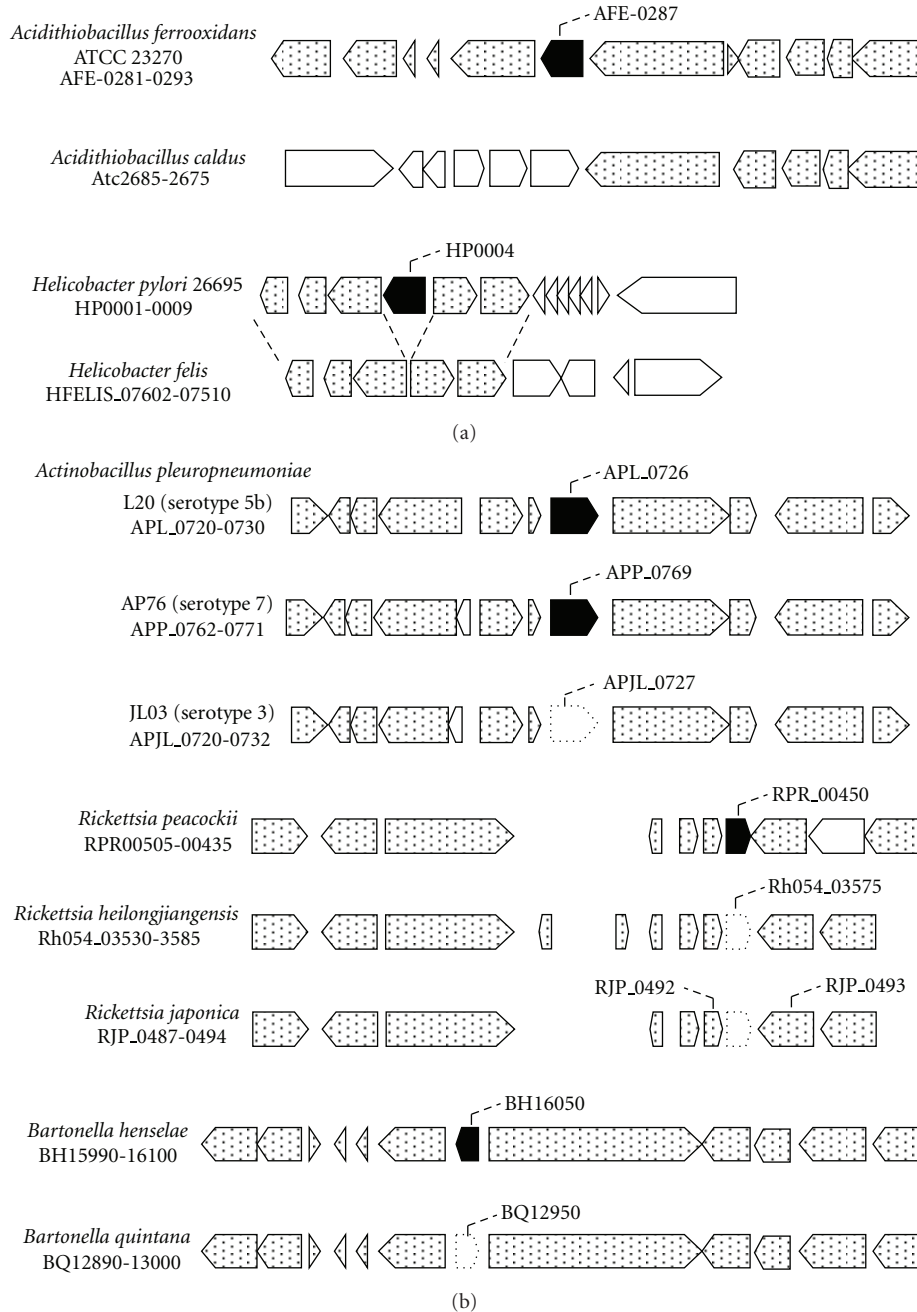 AFE-0287
Acidithiobacillus ferrooxidans
ATCC 23270
AFE-0281-0293
Acidithiobacillus caldus
Atc2685-2675
HP0004
Helicobacter pylori 26695
HP0001-0009
Helicobacter felis
HFELIS_07602-07510
(a)
Actinobacillus pleuropneumoniae
APL_0726
L20 (serotype 5b)
APL_0720-0730
APP_0769
AP76 (serotype 7)
APP_0762-0771
APJL_0727
JL03 (serotype 3)
APJL_0720-0732
RPR_00450
Rickettsia peacockii
RPR00505-00435
Rh054_03575
Rickettsia heilongjiangensis
Rh054_03530-3585
RJP_0492 RJP_0493
Rickettsia japonica
RJP_0487-0494
BH16050
Bartonella henselae
BH15990-16100
BQ12950
Bartonella quintana
BQ12890-13000
(b)